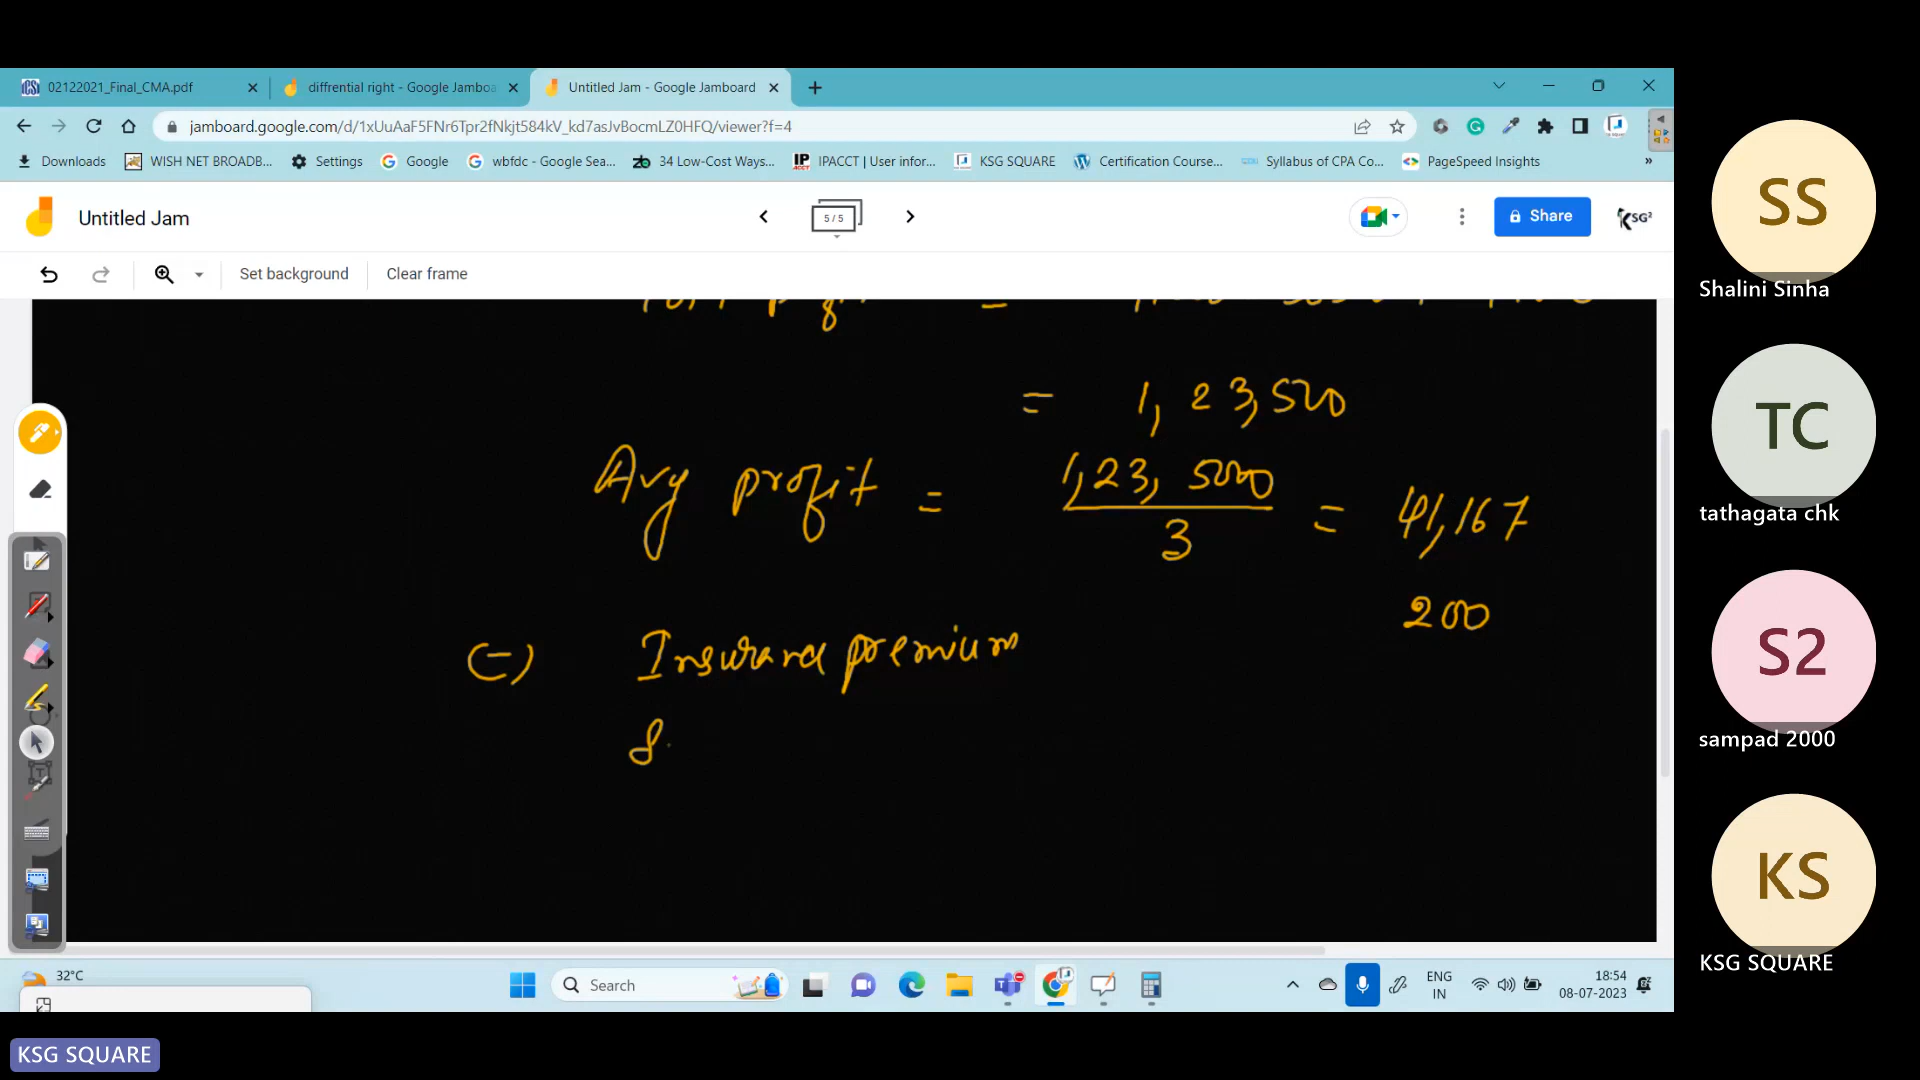 02122021_Final_CMA.pdf
diffrential right - Google Jamboa
Untitled Jam - Google Jamboard
jamboard.google.com/d/1xUuAaF5FNr6Tpr2fNkjt584kV_kd7asJvBocmLZ0HFQ/viewer?f=4
Downloads WISH NET BROADB... Settings Google wbfdc - Google Sea... 34 Low-Cost Ways... IPACCT | User infor... KSG SQUARE Certification Course... Syllabus of CPA Co... PageSpeed Insights »
Untitled Jam
5 / 5
Share
KSG²
Set background Clear frame
= 1,23,500
Avg profit = 1,23,500 / 3 = 41,167
200
(-) Insurance premium
32°C
Search
ENG
IN
18:54
08-07-2023
SS
Shalini Sinha
TC
tathagata chk
S2
sampad 2000
KS
KSG SQUARE
KSG SQUARE